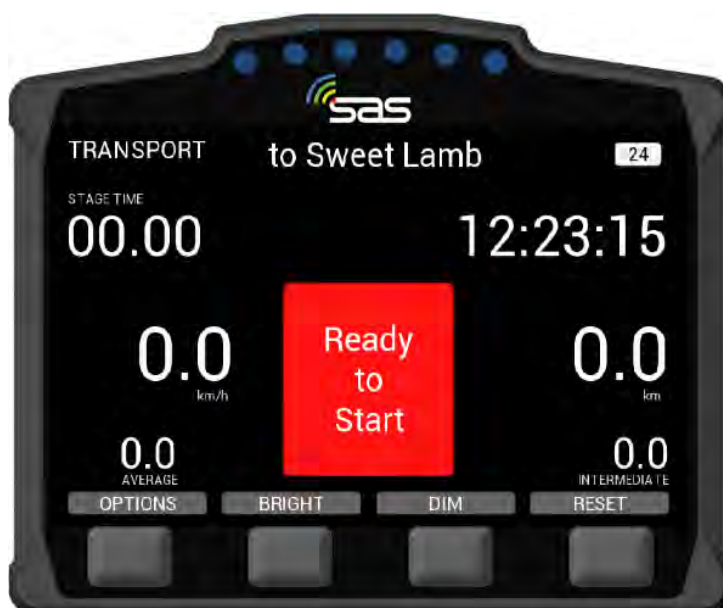 sas
TRANSPORT to Sweet Lamb 24
STAGE TIME
00.00 12:23:15
Ready
to
Start
0.0
km/h
0.0
km
0.0
AVERAGE
0.0
INTERMEDIATE
OPTIONS BRIGHT DIM RESET